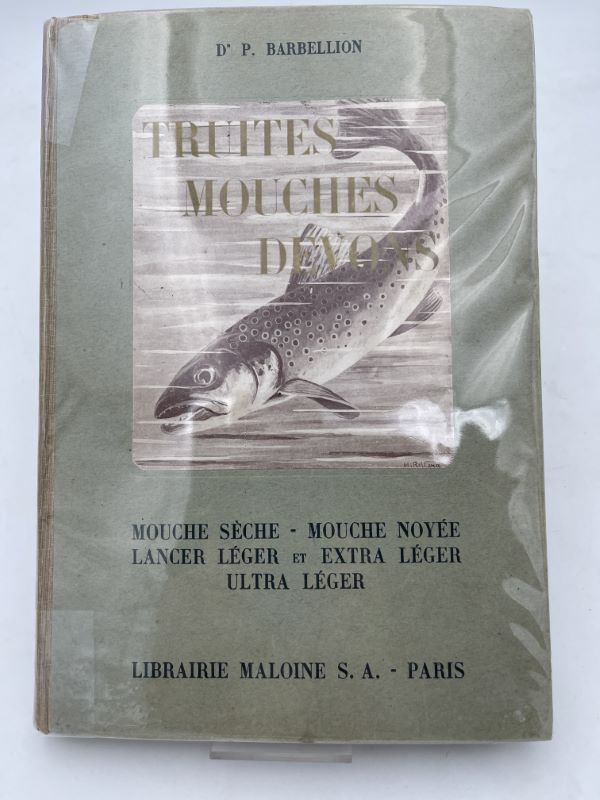 Dʳ P. BARBELLION
TRUITES
MOUCHES
DEVONS
MOUCHE SÈCHE - MOUCHE NOYÉE
LANCER LÉGER ET EXTRA LÉGER
ULTRA LÉGER
LIBRAIRIE MALOINE S. A. - PARIS